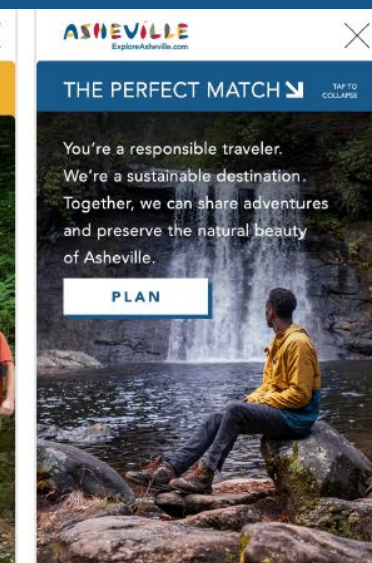 ASHEVILLE
ExploreAsheville.com
THE PERFECT MATCH
TAP TO
COLLAPSE
You're a responsible traveler.
We're a sustainable destination.
Together, we can share adventures
and preserve the natural beauty
of Asheville.
PLAN